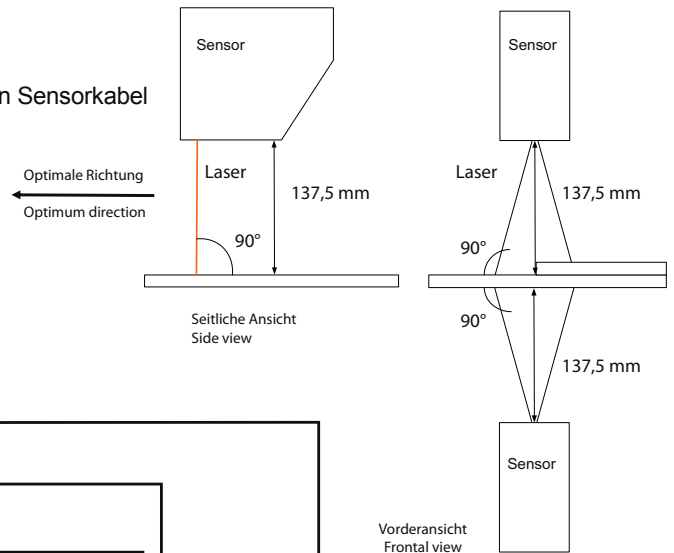 Sensor
Sensor
n Sensorkabel
Optimale Richtung
Optimum direction
Laser
137,5 mm
90°
Seitliche Ansicht
Side view
Laser
137,5 mm
90°
90°
137,5 mm
Sensor
Vorderansicht
Frontal view